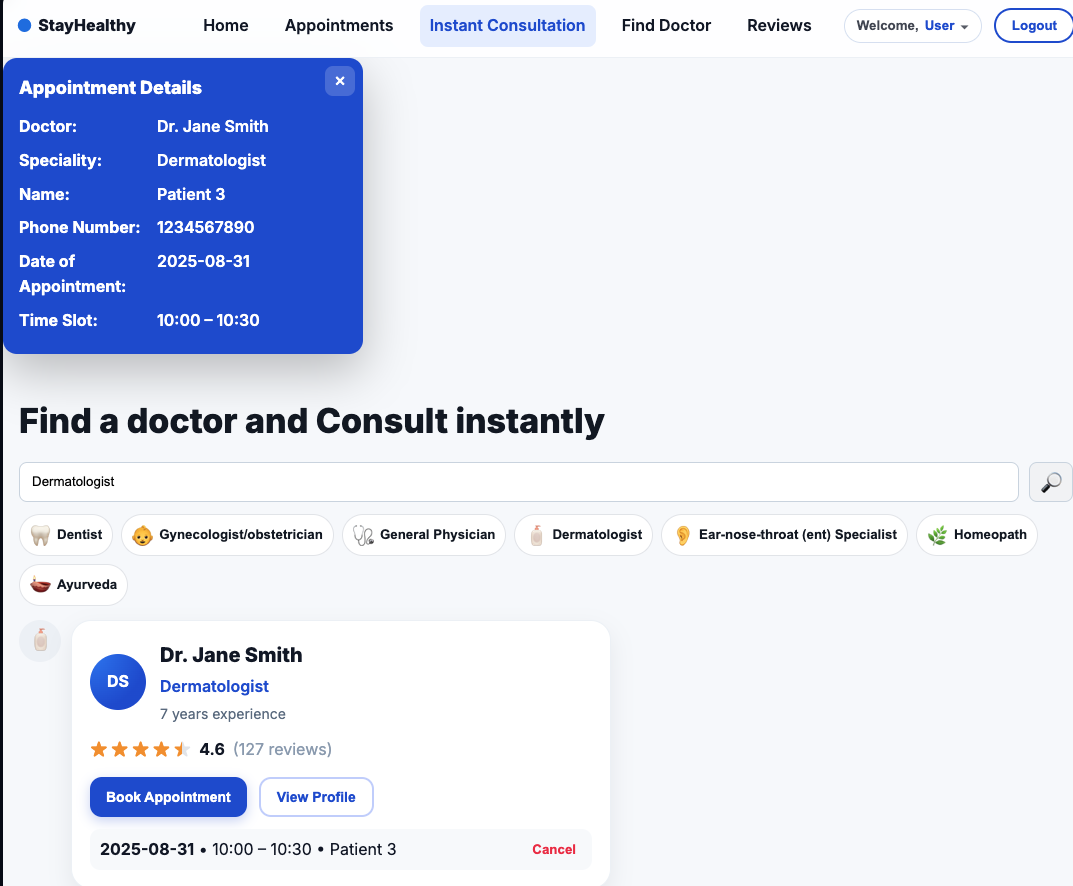 StayHealthy Home Appointments Instant Consultation Find Doctor Reviews Welcome, User Logout
Appointment Details ×
Doctor: Dr. Jane Smith
Speciality: Dermatologist
Name: Patient 3
Phone Number: 1234567890
Date of 2025-08-31
Appointment:
Time Slot: 10:00 – 10:30
Find a doctor and Consult instantly
Dermatologist
Dentist Gynecologist/obstetrician General Physician Dermatologist Ear-nose-throat (ent) Specialist Homeopath
Ayurveda
Dr. Jane Smith
DS
Dermatologist
7 years experience
4.6 (127 reviews)
Book Appointment View Profile
2025-08-31 • 10:00 – 10:30 • Patient 3 Cancel